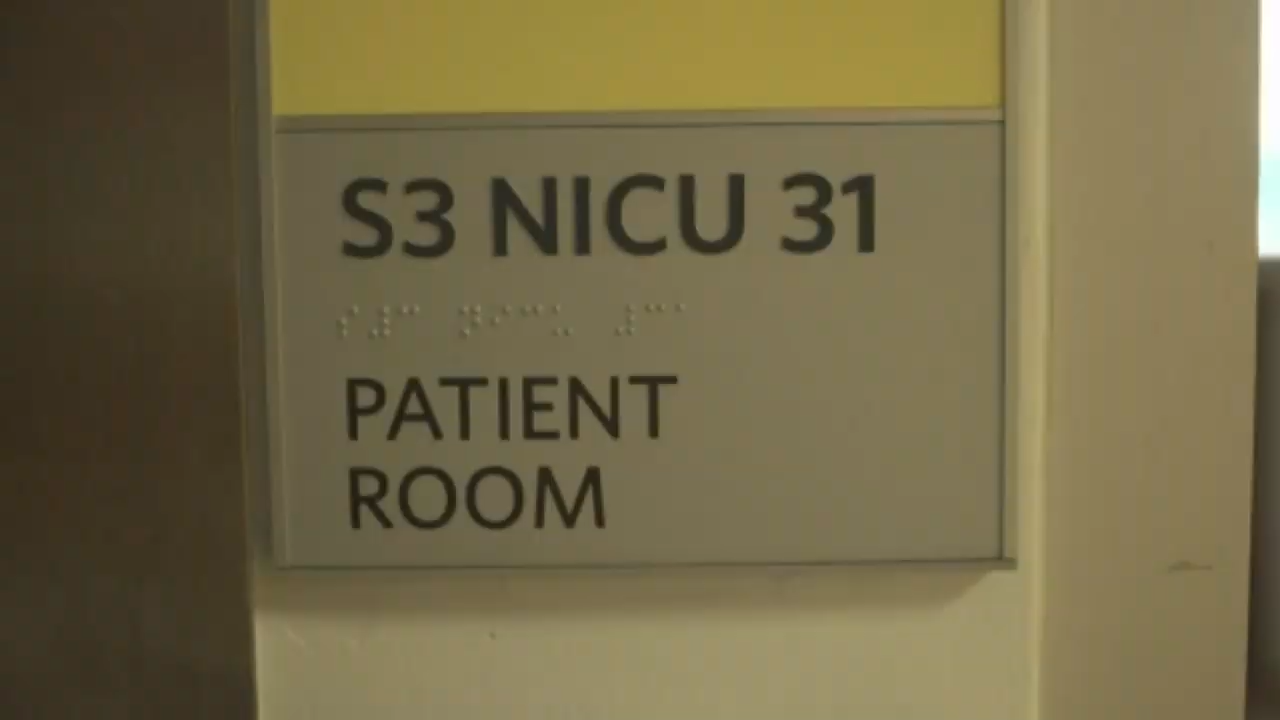 S3 NICU 31
⠎⠼⠉ ⠝⠊⠉⠥ ⠼⠉⠁
PATIENT
ROOM